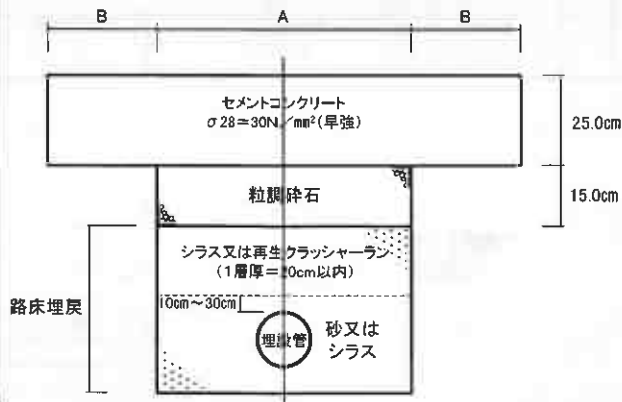 B A B
セメントコンクリート
σ28=30N/mm²(早強)
25.0cm
粒調砕石
15.0cm
シラス又は再生クラッシャーラン
(1層厚=20cm以内)
10cm～30cm
路床埋戻
埋設管
砂又は
シラス